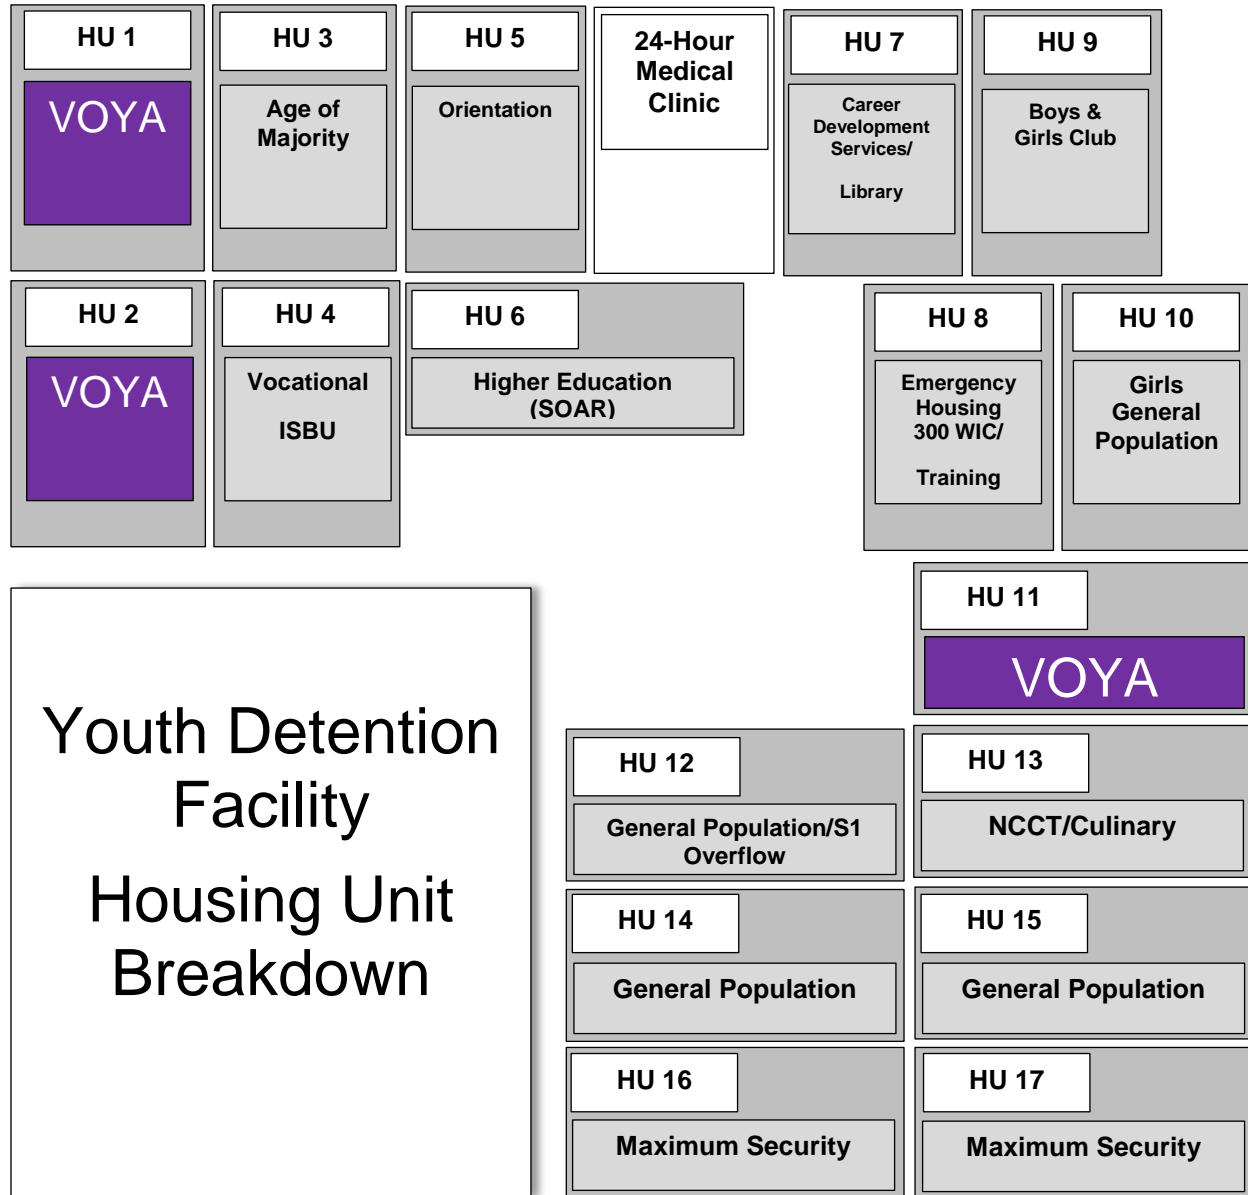 HU 1
VOYA
HU 3
Age of
Majority
HU 5
Orientation
24-Hour
Medical
Clinic
HU 7
Career
Development
Services/
Library
HU 9
Boys &
Girls Club
HU 2
VOYA
HU 4
Vocational
ISBU
HU 6
Higher Education
(SOAR)
HU 8
Emergency
Housing
300 WIC/
Training
HU 10
Girls
General
Population
HU 11
VOYA
Youth Detention
Facility
Housing Unit
Breakdown
HU 12
General Population/S1
Overflow
HU 13
NCCT/Culinary
HU 14
General Population
HU 15
General Population
HU 16
Maximum Security
HU 17
Maximum Security